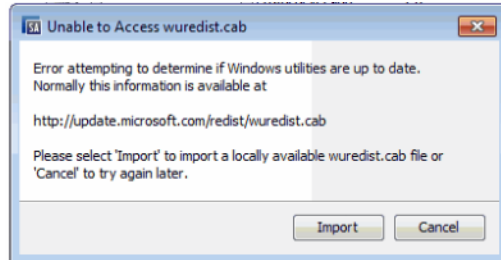 SA Unable to Access wuredist.cab
Error attempting to determine if Windows utilities are up to date.
Normally this information is available at
http://update.microsoft.com/redist/wuredist.cab
Please select 'Import' to import a locally available wuredist.cab file or
'Cancel' to try again later.
Import Cancel